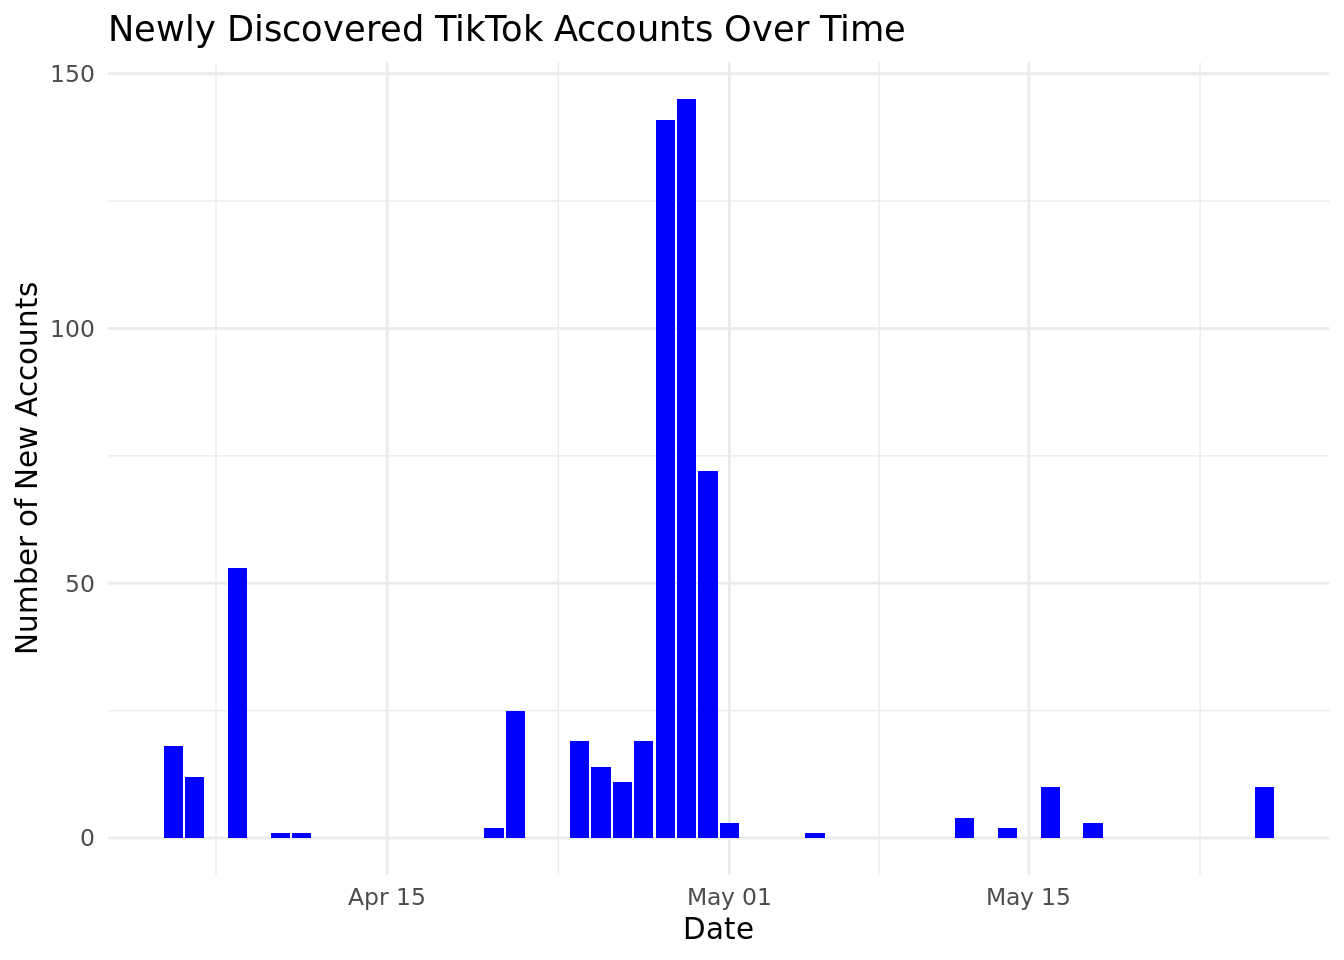 Newly Discovered TikTok Accounts Over Time
Number of New Accounts
150
100
50
0
Apr 15
May 01
May 15
Date